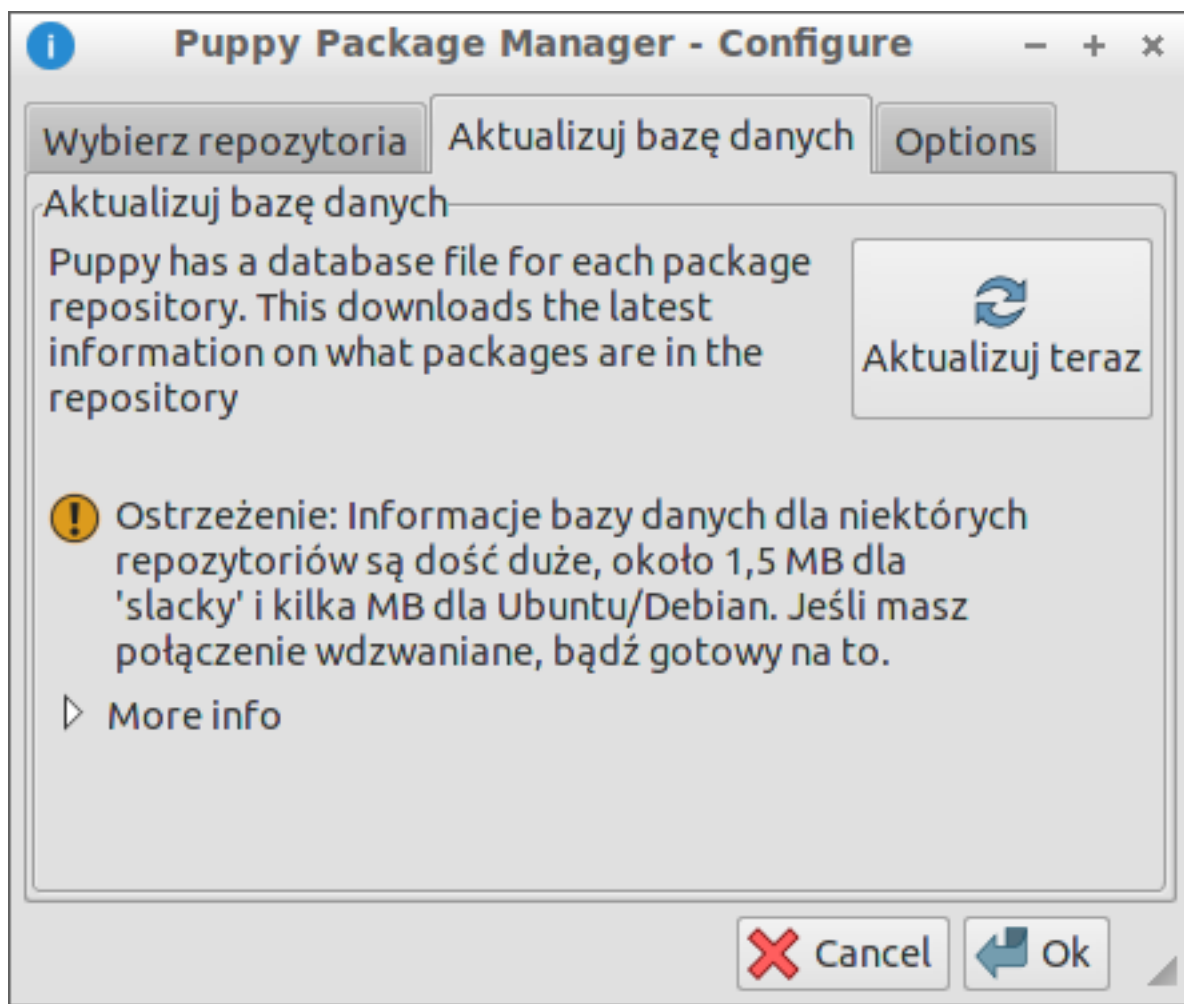 Puppy Package Manager - Configure
Wybierz repozytoria
Aktualizuj bazę danych
Options
Aktualizuj bazę danych
Puppy has a database file for each package
repository. This downloads the latest
information on what packages are in the
repository
Aktualizuj teraz
Ostrzeżenie: Informacje bazy danych dla niektórych
repozytoriów są dość duże, około 1,5 MB dla
'slacky' i kilka MB dla Ubuntu/Debian. Jeśli masz
połączenie wdzwaniane, bądź gotowy na to.
More info
Cancel
Ok